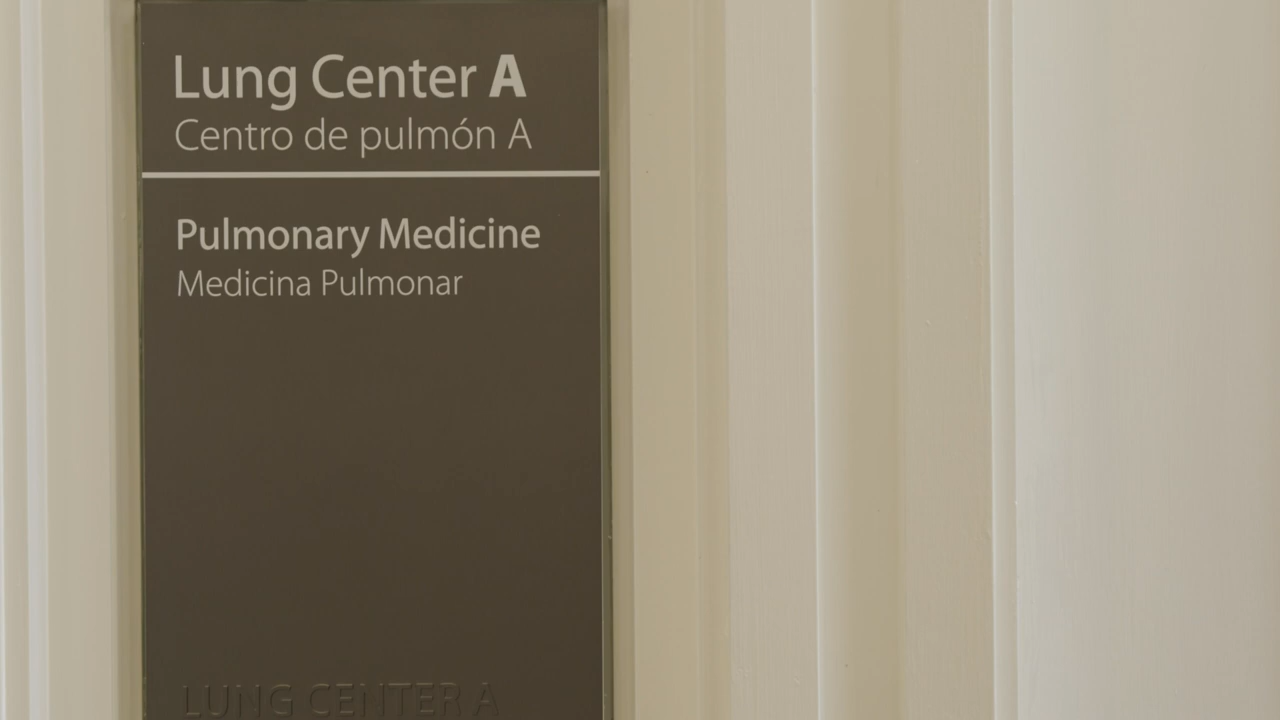 Lung Center A
Centro de pulmón A
Pulmonary Medicine
Medicina Pulmonar
LUNG CENTER A